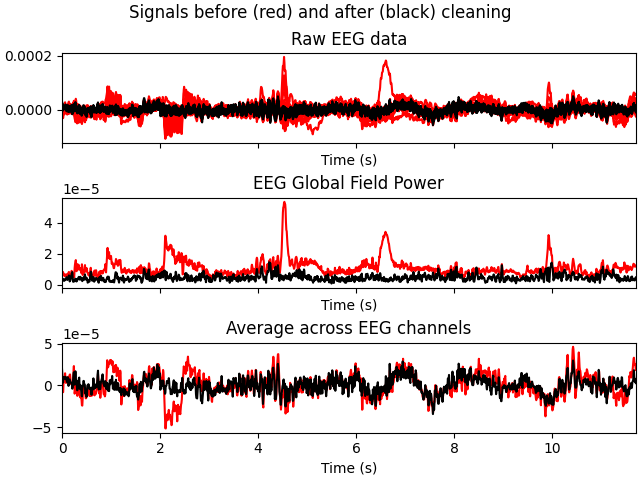 Signals before (red) and after (black) cleaning
Raw EEG data
0.0002
0.0000
Time (s)
1e−5
EEG Global Field Power
4
2
0
Time (s)
1e−5
Average across EEG channels
5
0
−5
0 2 4 6 8 10
Time (s)